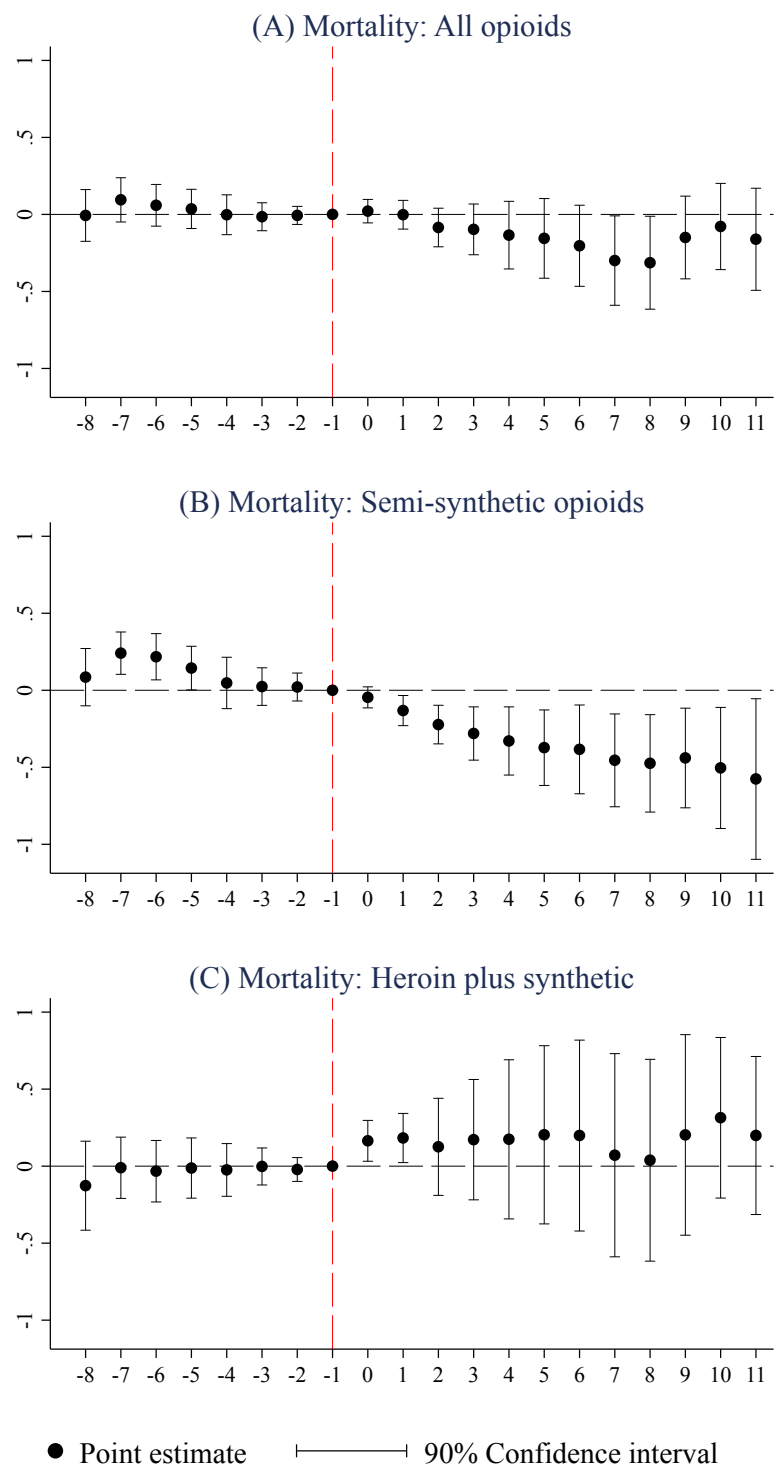 (A) Mortality: All opioids
1
.5
0
-.5
-1
-8 -7 -6 -5 -4 -3 -2 -1 0 1 2 3 4 5 6 7 8 9 10 11
(B) Mortality: Semi-synthetic opioids
1
.5
0
-.5
-1
-8 -7 -6 -5 -4 -3 -2 -1 0 1 2 3 4 5 6 7 8 9 10 11
(C) Mortality: Heroin plus synthetic
1
.5
0
-.5
-1
-8 -7 -6 -5 -4 -3 -2 -1 0 1 2 3 4 5 6 7 8 9 10 11
Point estimate 90% Confidence interval